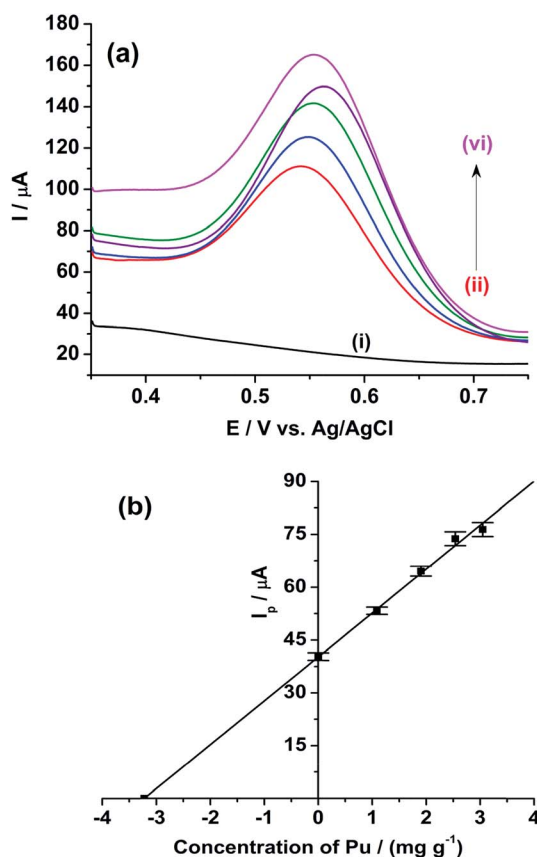 (a)
180
160
140
120
100
80
60
40
20
I / µA
(vi)
(ii)
(i)
0.4 0.5 0.6 0.7
E / V vs. Ag/AgCl
(b)
90
75
60
45
30
15
I_p / µA
-4 -3 -2 -1 0 1 2 3 4
Concentration of Pu / (mg g⁻¹)